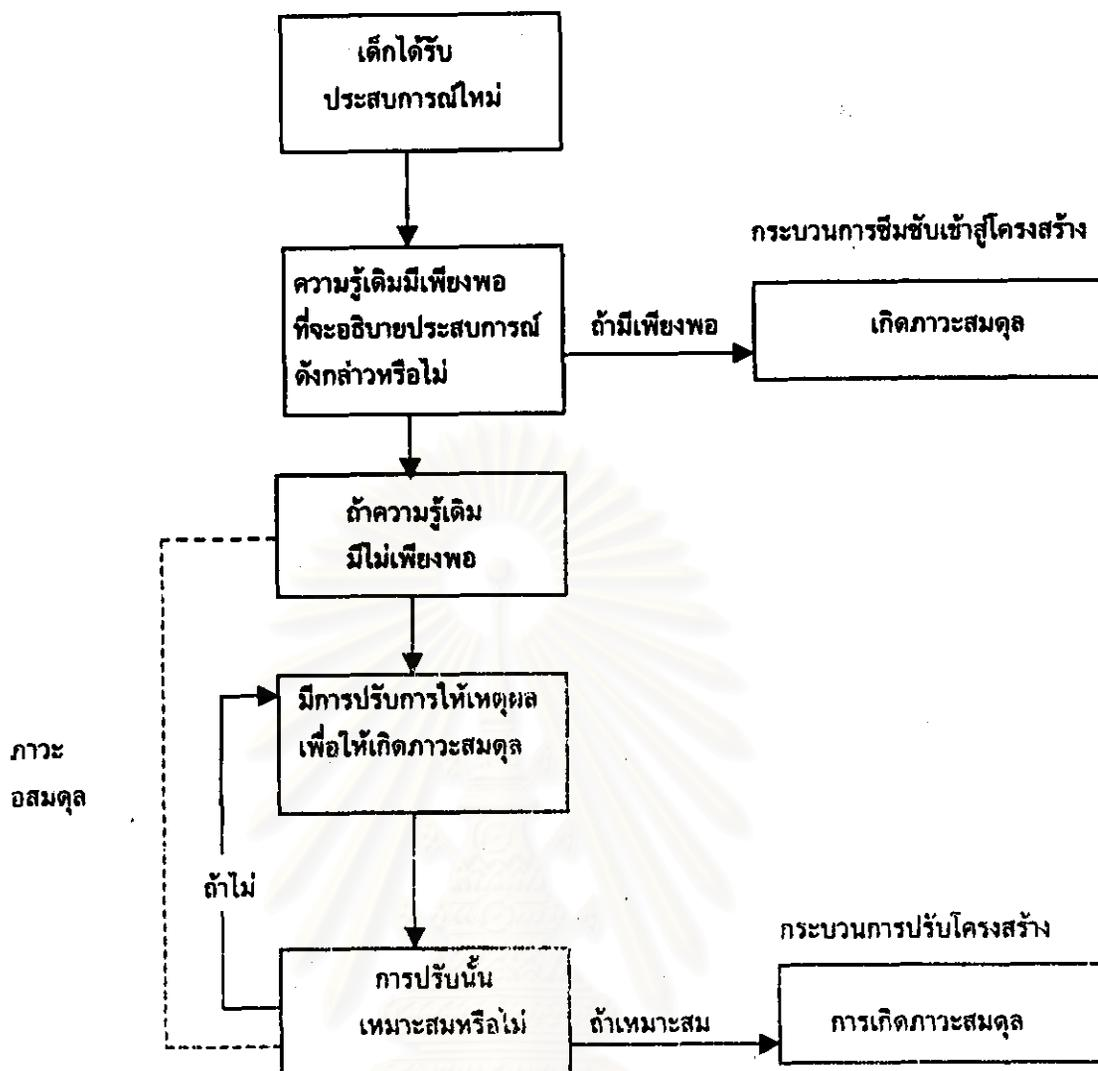 เด็กได้รับ
ประสบการณ์ใหม่
กระบวนการซึมซับเข้าสู่โครงสร้าง
ความรู้เดิมมีเพียงพอ
ที่จะอธิบายประสบการณ์
ดังกล่าวหรือไม่
ถ้ามีเพียงพอ
เกิดภาวะสมดุล
ถ้าความรู้เดิม
มีไม่เพียงพอ
มีการปรับการให้เหตุผล
เพื่อให้เกิดภาวะสมดุล
ภาวะ
อสมดุล
ถ้าไม่
กระบวนการปรับโครงสร้าง
การปรับนั้น
เหมาะสมหรือไม่
ถ้าเหมาะสม
การเกิดภาวะสมดุล